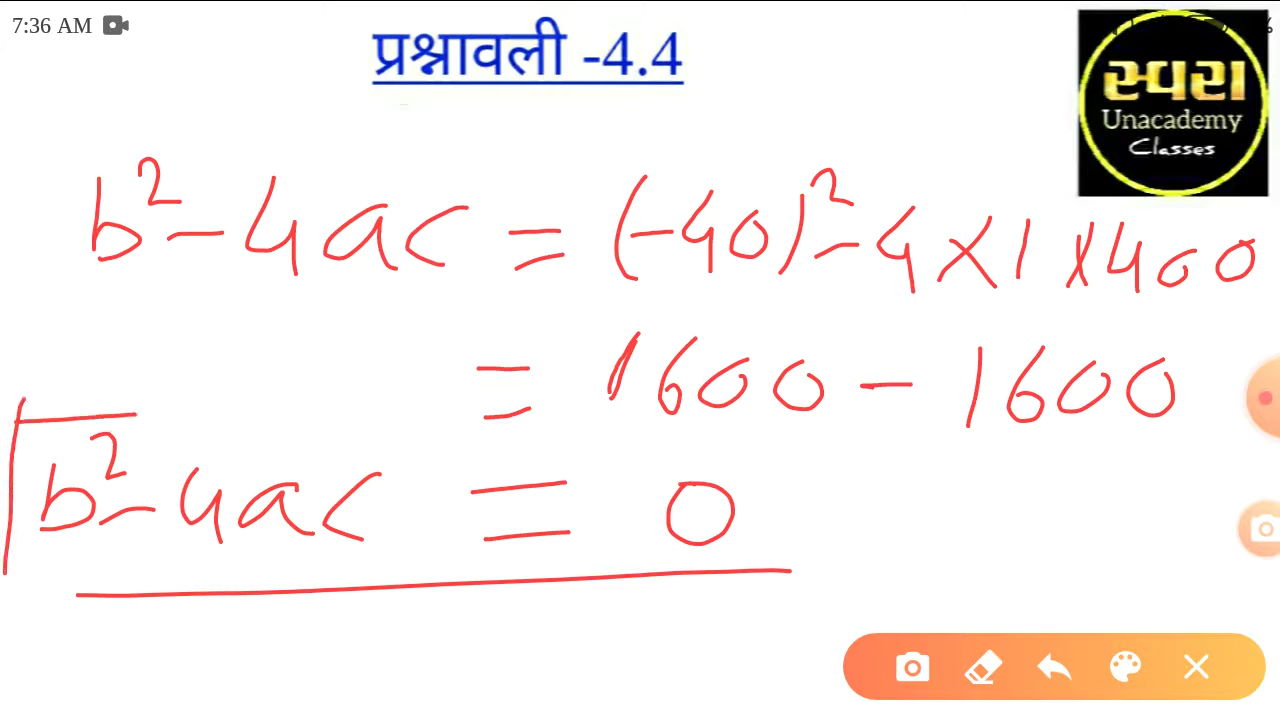 7:36 AM
प्रश्नावली -4.4
સ્પરા
Unacademy
Classes
b² - 4ac = (-40)² - 4 × 1 × 400
= 1600 - 1600
b² - 4ac = 0